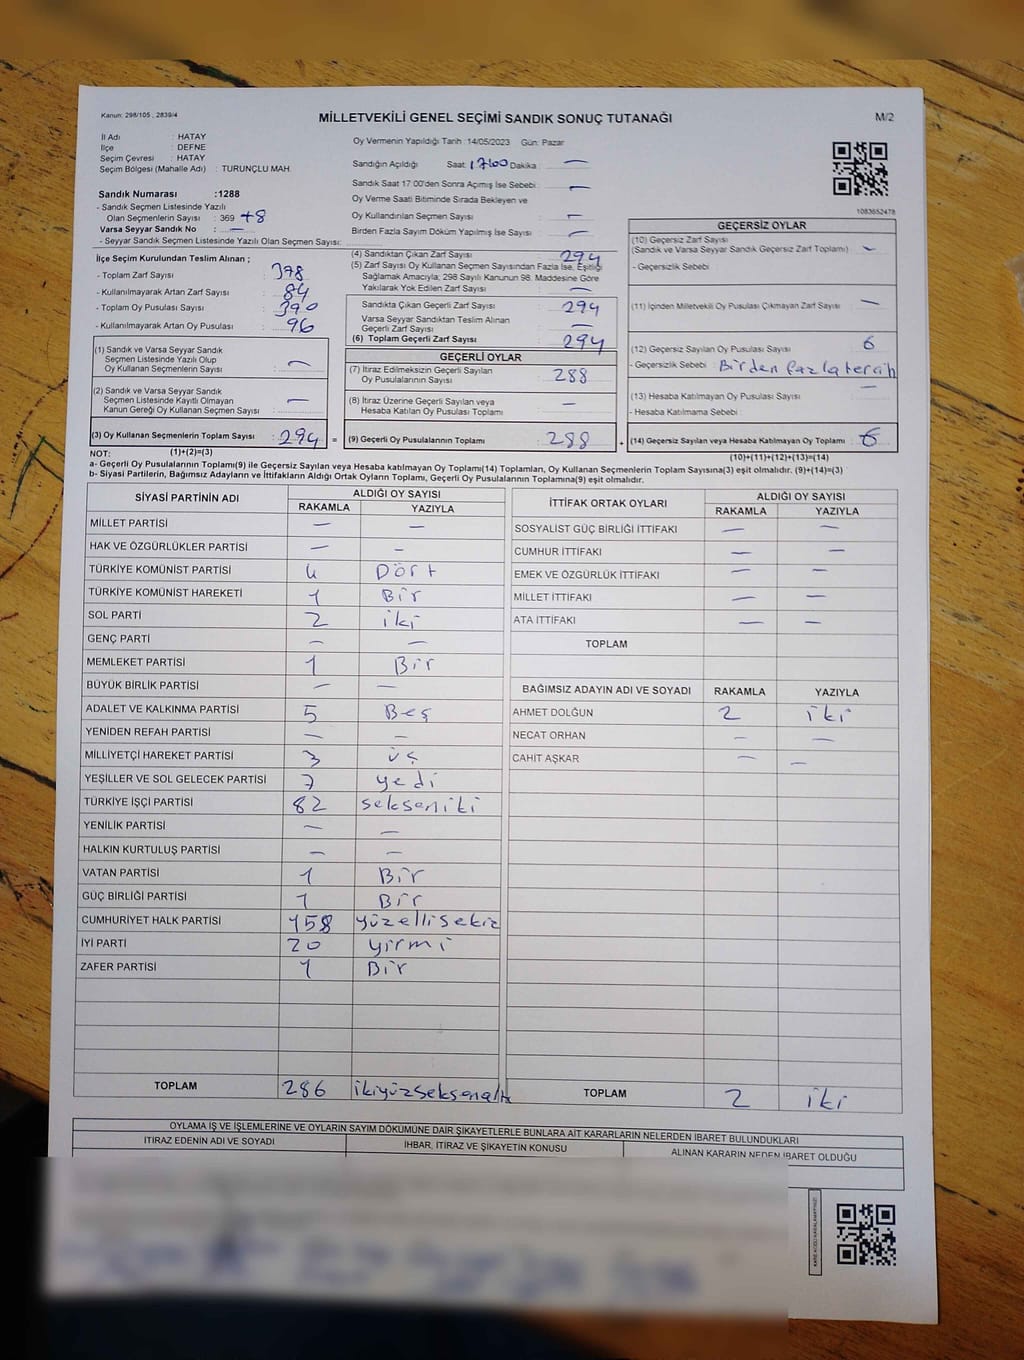 Kanun: 298/105 , 2839/4
MİLLETVEKİLİ GENEL SEÇİMİ SANDIK SONUÇ TUTANAĞI
M/2
İl Adı : HATAY
İlçe : DEFNE
Seçim Çevresi : HATAY
Seçim Bölgesi (Mahalle Adı) : TURUNÇLU MAH.
Oy Vermenin Yapıldığı Tarih :14/05/2023 Gün: Pazar
Sandığın Açıldığı Saat: 17:00 Dakika : —
Sandık Saat 17:00'den Sonra Açımış İse Sebebi : —
Oy Verme Saati Bitiminde Sırada Bekleyen ve
Oy Kullandırılan Seçmen Sayısı : —
Birden Fazla Sayım Döküm Yapılmış İse Sayısı : —
Sandık Numarası :1288
- Sandık Seçmen Listesinde Yazılı
Olan Seçmenlerin Sayısı : 369 +8
Varsa Seyyar Sandık No : —
- Seyyar Sandık Seçmen Listesinde Yazılı Olan Seçmen Sayısı:
1083652478
İlçe Seçim Kurulundan Teslim Alınan ;
- Toplam Zarf Sayısı : 378
- Kullanılmayarak Artan Zarf Sayısı : 84
- Toplam Oy Pusulası Sayısı : 390
- Kullanılmayarak Artan Oy Pusulası : 96
(1) Sandık ve Varsa Seyyar Sandık
Seçmen Listesinde Yazılı Olup
Oy Kullanan Seçmenlerin Sayısı : —
(2) Sandık ve Varsa Seyyar Sandık
Seçmen Listesinde Kayıtlı Olmayan
Kanun Gereği Oy Kullanan Seçmen Sayısı : —
(3) Oy Kullanan Seçmenlerin Toplam Sayısı : 294 =
(1)+(2)=(3)
(4) Sandıktan Çıkan Zarf Sayısı : 294
(5) Zarf Sayısı Oy Kullanan Seçmen Sayısından Fazla İse, Eşitliği
Sağlamak Amacıyla; 298 Sayılı Kanunun 98. Maddesine Göre
Yakılarak Yok Edilen Zarf Sayısı : —
Sandıkta Çıkan Geçerli Zarf Sayısı : 294
Varsa Seyyar Sandıktan Teslim Alınan
Geçerli Zarf Sayısı : —
(6) Toplam Geçerli Zarf Sayısı : 294
GEÇERLİ OYLAR
(7) İtiraz Edilmeksizin Geçerli Sayılan
Oy Pusulalarının Sayısı : 288
(8) İtiraz Üzerine Geçerli Sayılan veya
Hesaba Katılan Oy Pusulası Toplamı : —
(9) Geçerli Oy Pusulalarının Toplamı : 288 +
GEÇERSİZ OYLAR
(10) Geçersiz Zarf Sayısı
(Sandık ve Varsa Seyyar Sandık Geçersiz Zarf Toplamı) : —
- Geçersizlik Sebebi :
(11) İçinden Milletvekili Oy Pusulası Çıkmayan Zarf Sayısı : —
(12) Geçersiz Sayılan Oy Pusulası Sayısı : 6
- Geçersizlik Sebebi : Birden fazla tercih
(13) Hesaba Katılmayan Oy Pusulası Sayısı : —
- Hesaba Katılmama Sebebi :
(14) Geçersiz Sayılan veya Hesaba Katılmayan Oy Toplamı : 6
(10)+(11)+(12)+(13)=(14)
NOT:
a- Geçerli Oy Pusulalarının Toplamı(9) ile Geçersiz Sayılan veya Hesaba katılmayan Oy Toplamı(14) Toplamları, Oy Kullanan Seçmenlerin Toplam Sayısına(3) eşit olmalıdır. (9)+(14)=(3)
b- Siyasi Partilerin, Bağımsız Adayların ve İttifakların Aldığı Ortak Oyların Toplamı, Geçerli Oy Pusulalarının Toplamına(9) eşit olmalıdır.
SİYASİ PARTİNİN ADI ALDIĞI OY SAYISI
RAKAMLA YAZIYLA
MİLLET PARTİSİ — —
HAK VE ÖZGÜRLÜKLER PARTİSİ — —
TÜRKİYE KOMÜNİST PARTİSİ 4 Dört
TÜRKİYE KOMÜNİST HAREKETİ 1 Bir
SOL PARTİ 2 iki
GENÇ PARTİ — —
MEMLEKET PARTİSİ 1 Bir
BÜYÜK BİRLİK PARTİSİ — —
ADALET VE KALKINMA PARTİSİ 5 Beş
YENİDEN REFAH PARTİSİ — —
MİLLİYETÇİ HAREKET PARTİSİ 3 üç
YEŞİLLER VE SOL GELECEK PARTİSİ 7 yedi
TÜRKİYE İŞÇİ PARTİSİ 82 sekseniki
YENİLİK PARTİSİ — —
HALKIN KURTULUŞ PARTİSİ — —
VATAN PARTİSİ 1 Bir
GÜÇ BİRLİĞİ PARTİSİ 1 Bir
CUMHURİYET HALK PARTİSİ 158 yüzellisekiz
İYİ PARTİ 20 yirmi
ZAFER PARTİSİ 1 Bir
TOPLAM 286 ikiyüzseksenaltı
İTTİFAK ORTAK OYLARI ALDIĞI OY SAYISI
RAKAMLA YAZIYLA
SOSYALİST GÜÇ BİRLİĞİ İTTİFAKI — —
CUMHUR İTTİFAKI — —
EMEK VE ÖZGÜRLÜK İTTİFAKI — —
MİLLET İTTİFAKI — —
ATA İTTİFAKI — —
TOPLAM
BAĞIMSIZ ADAYIN ADI VE SOYADI RAKAMLA YAZIYLA
AHMET DOLĞUN 2 iki
NECAT ORHAN — —
CAHİT AŞKAR — —
TOPLAM 2 iki
OYLAMA İŞ VE İŞLEMLERİNE VE OYLARIN SAYIM DÖKÜMÜNE DAİR ŞİKAYETLERLE BUNLARA AİT KARARLARIN NELERDEN İBARET BULUNDUKLARI
İTİRAZ EDENİN ADI VE SOYADI İHBAR, İTİRAZ VE ŞİKAYETİN KONUSU ALINAN KARARIN NEDEN İBARET OLDUĞU